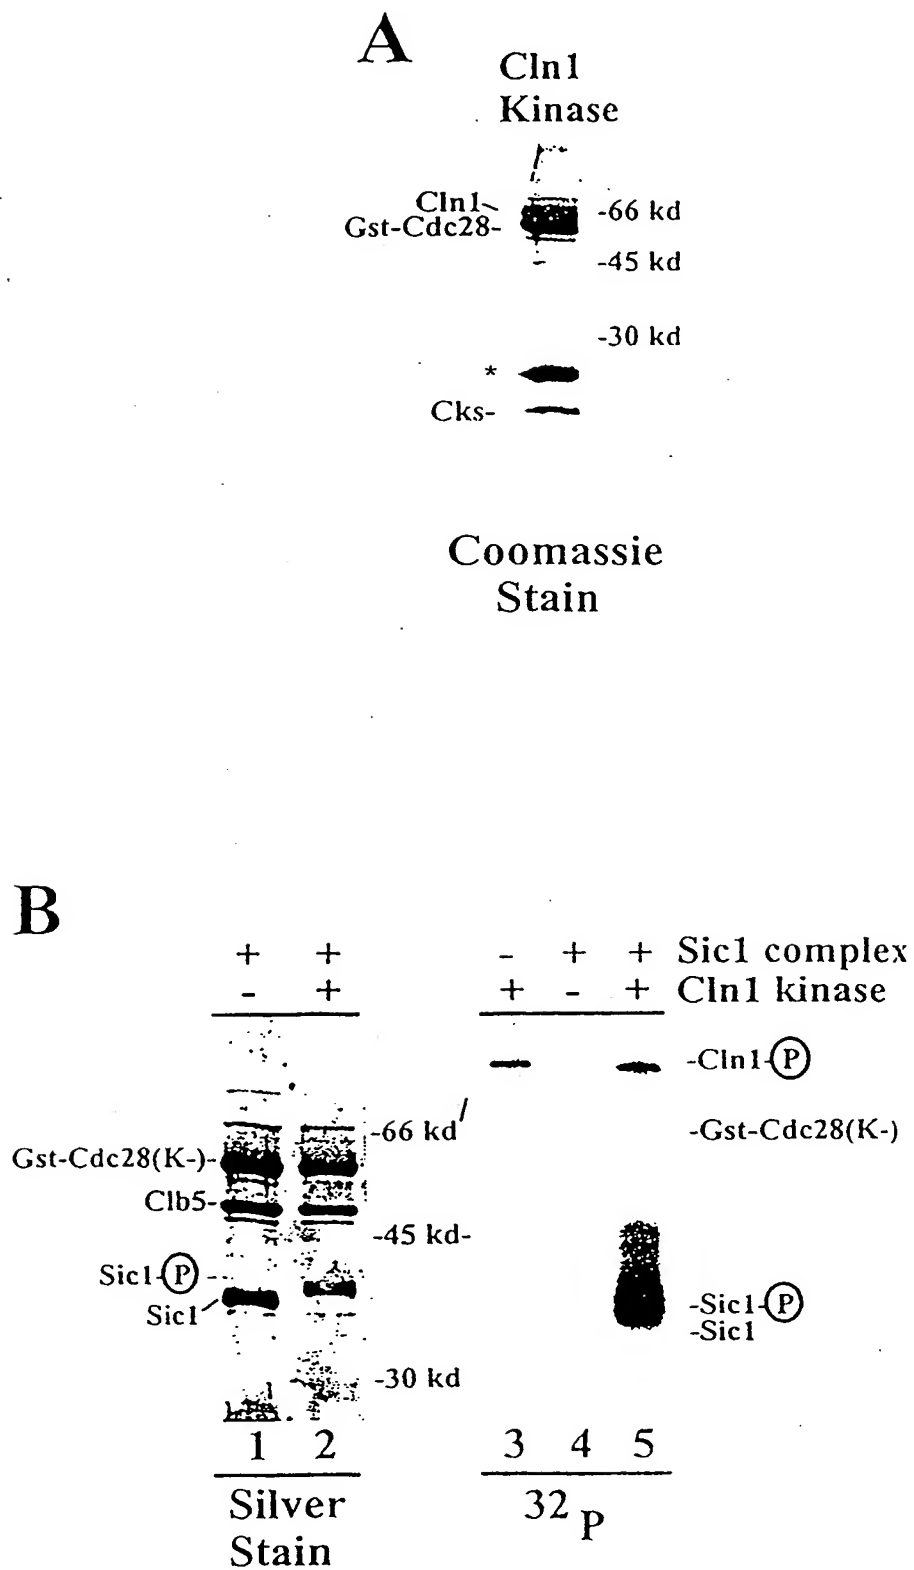 A
Cln1
Kinase
Cln1
Gst-Cdc28-
-66 kd
-45 kd
-30 kd
*
Cks-
Coomassie
Stain
B
+ + - + + Sic1 complex
- + + - + Cln1 kinase
-Cln1-P
-66 kd
-Gst-Cdc28(K-)
Gst-Cdc28(K-)-
Clb5-
-45 kd-
Sic1-P -
Sic1
-Sic1-P
-Sic1
-30 kd
1 2 3 4 5
Silver
Stain
32P